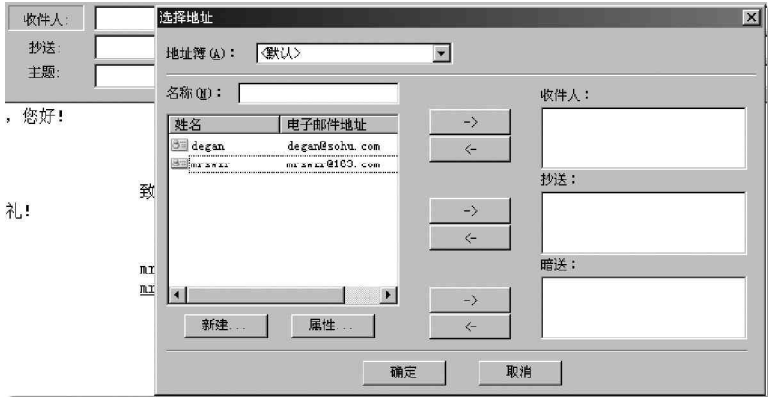 收件人:
抄送:
主题:
, 您好!
致
礼!
mr
mr
选择地址
地址簿(A): <默认>
名称(N):
姓名 电子邮件地址
degan degan@sohu.com
新建... 属性...
-> 收件人:
<-
-> 抄送:
<-
-> 暗送:
<-
确定 取消